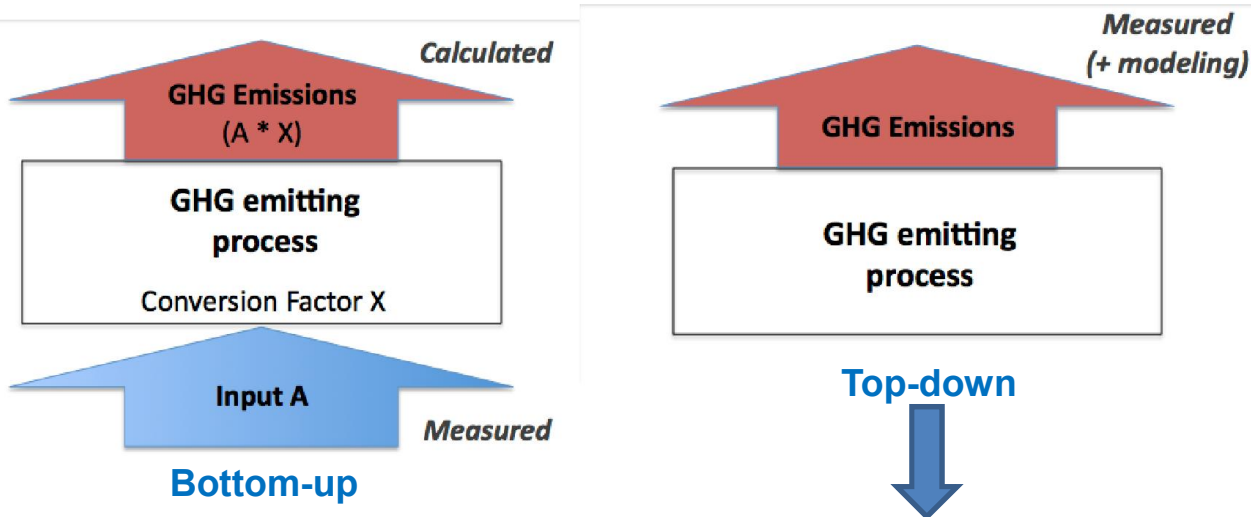 Calculated
GHG Emissions
(A * X)
GHG emitting
process
Conversion Factor X
Input A
Measured
Bottom-up
Measured
(+ modeling)
GHG Emissions
GHG emitting
process
Top-down